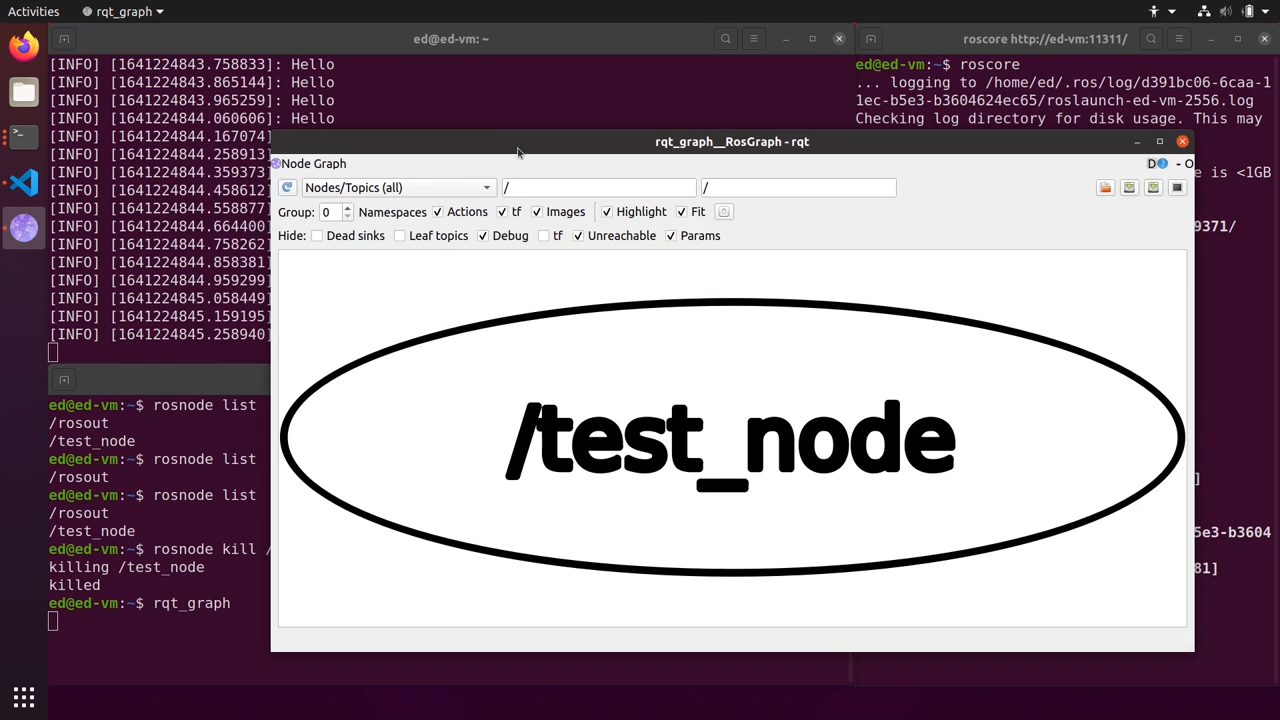 Activities
rqt_graph
ed@ed-vm: ~
[INFO] [1641224843.758833]: Hello
[INFO] [1641224843.865144]: Hello
[INFO] [1641224843.965259]: Hello
[INFO] [1641224844.060606]: Hello
[INFO] [1641224844.167074]
[INFO] [1641224844.258913]
[INFO] [1641224844.359373]
[INFO] [1641224844.458612]
[INFO] [1641224844.558877]
[INFO] [1641224844.664400]
[INFO] [1641224844.758262]
[INFO] [1641224844.858381]
[INFO] [1641224844.959299]
[INFO] [1641224845.058449]
[INFO] [1641224845.159195]
[INFO] [1641224845.258940]
roscore http://ed-vm:11311/
ed@ed-vm:~$ roscore
... logging to /home/ed/.ros/log/d391bc06-6caa-1
1ec-b5e3-b3604624ec65/roslaunch-ed-vm-2556.log
Checking log directory for disk usage. This may
e is <1GB
9371/
]
5e3-b3604
81]
ed@ed-vm:~$ rosnode list
/rosout
/test_node
ed@ed-vm:~$ rosnode list
/rosout
ed@ed-vm:~$ rosnode list
/rosout
/test_node
ed@ed-vm:~$ rosnode kill /
killing /test_node
killed
ed@ed-vm:~$ rqt_graph
rqt_graph__RosGraph - rqt
Node Graph
D - O
Nodes/Topics (all) / /
Group: 0 Namespaces Actions tf Images Highlight Fit
Hide: Dead sinks Leaf topics Debug tf Unreachable Params
/test_node